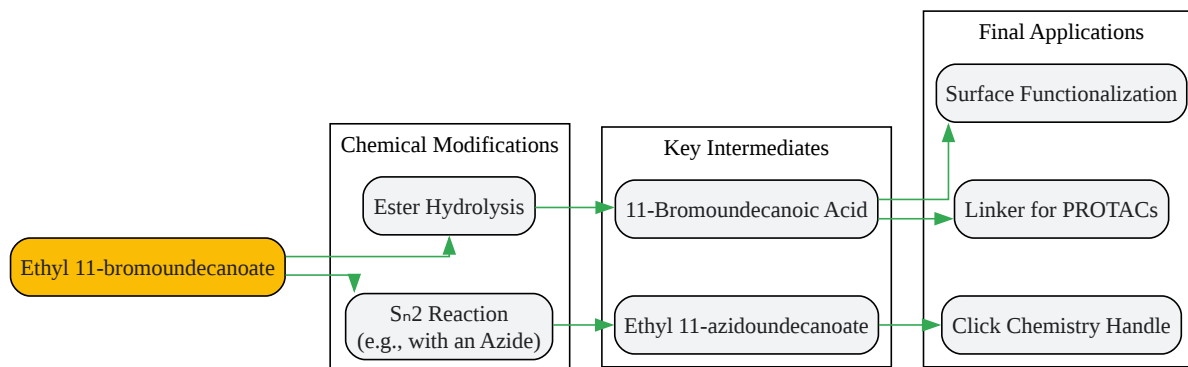 Final Applications
Surface Functionalization
Chemical Modifications
Key Intermediates
Ester Hydrolysis
11-Bromoundecanoic Acid
Linker for PROTACs
Ethyl 11-bromoundecanoate
Sₙ2 Reaction
(e.g., with an Azide)
Ethyl 11-azidoundecanoate
Click Chemistry Handle